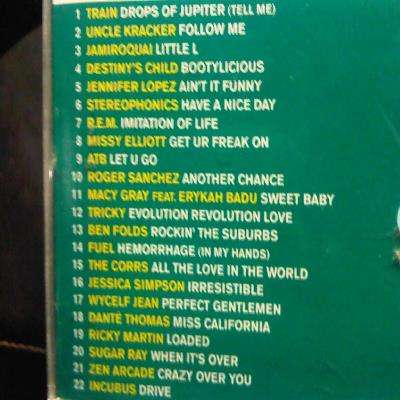 1 TRAIN DROPS OF JUPITER (TELL ME)
2 UNCLE KRACKER FOLLOW ME
3 JAMIROQUAI LITTLE L
4 DESTINY'S CHILD BOOTYLICIOUS
5 JENNIFER LOPEZ AIN'T IT FUNNY
6 STEREOPHONICS HAVE A NICE DAY
7 R.E.M. IMITATION OF LIFE
8 MISSY ELLIOTT GET UR FREAK ON
9 ATB LET U GO
10 ROGER SANCHEZ ANOTHER CHANCE
11 MACY GRAY FEAT. ERYKAH BADU SWEET BABY
12 TRICKY EVOLUTION REVOLUTION LOVE
13 BEN FOLDS ROCKIN' THE SUBURBS
14 FUEL HEMORRHAGE (IN MY HANDS)
15 THE CORRS ALL THE LOVE IN THE WORLD
16 JESSICA SIMPSON IRRESISTIBLE
17 WYCELF JEAN PERFECT GENTLEMEN
18 DANTÉ THOMAS MISS CALIFORNIA
19 RICKY MARTIN LOADED
20 SUGAR RAY WHEN IT'S OVER
21 ZEN ARCADE CRAZY OVER YOU
22 INCUBUS DRIVE